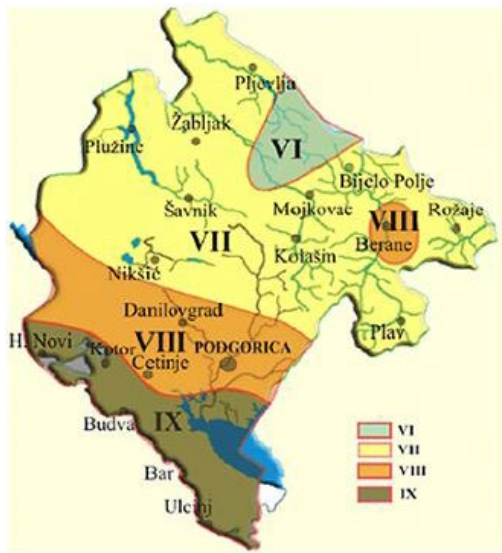 Pljevlja
Žabljak
VI
Plužine
Bijelo Polje
Mojkovac
Šavnik
VIII
Rožaje
Berane
VII
Kolašin
Nikšić
Danilovgrad
Plav
H. Novi
VIII
PODGORICA
Kotor
Cetinje
IX
Budva
VI
VII
Bar
VIII
IX
Ulcinj